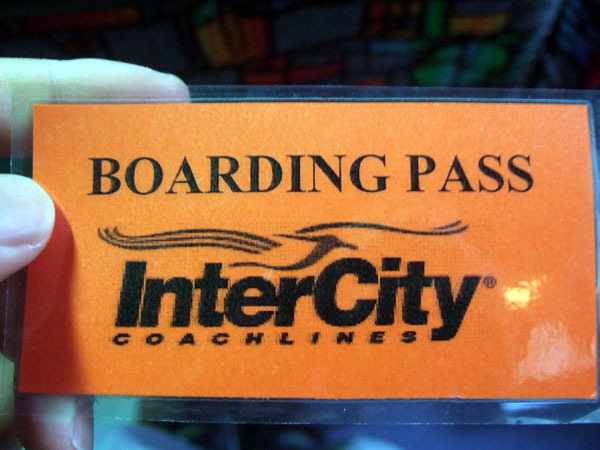 BOARDING PASS
InterCity®
COACHLINES